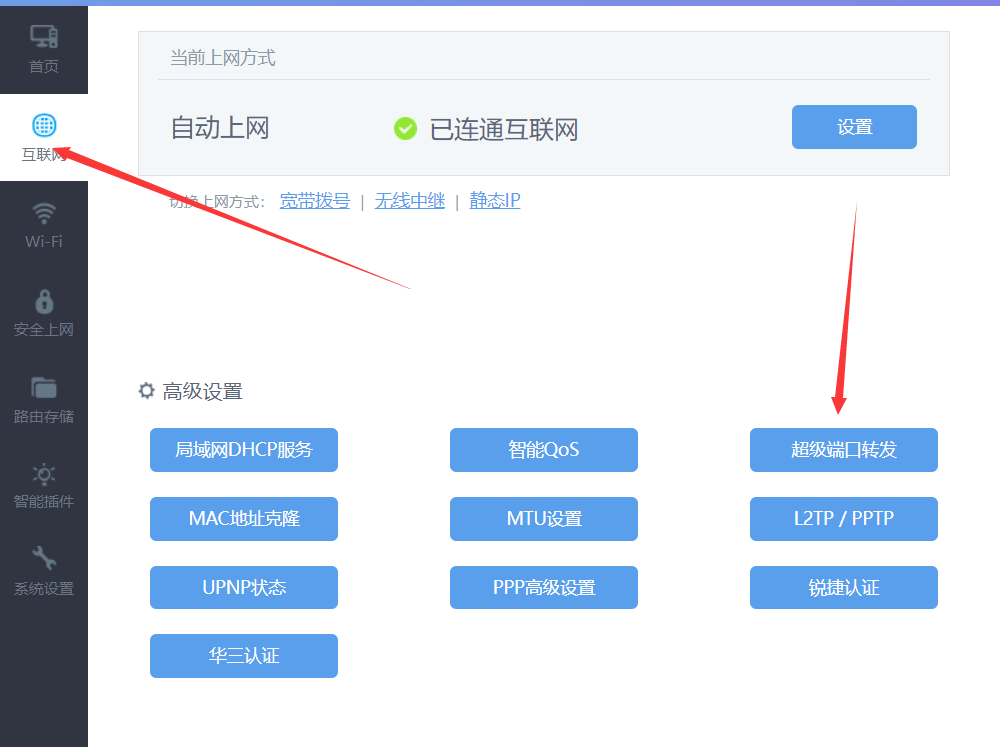 首页
互联网
Wi-Fi
安全上网
路由存储
智能插件
系统设置
当前上网方式
自动上网
已连通互联网
设置
切换上网方式： 宽带拨号 | 无线中继 | 静态IP
高级设置
局域网DHCP服务 智能QoS 超级端口转发
MAC地址克隆 MTU设置 L2TP / PPTP
UPNP状态 PPP高级设置 锐捷认证
华三认证